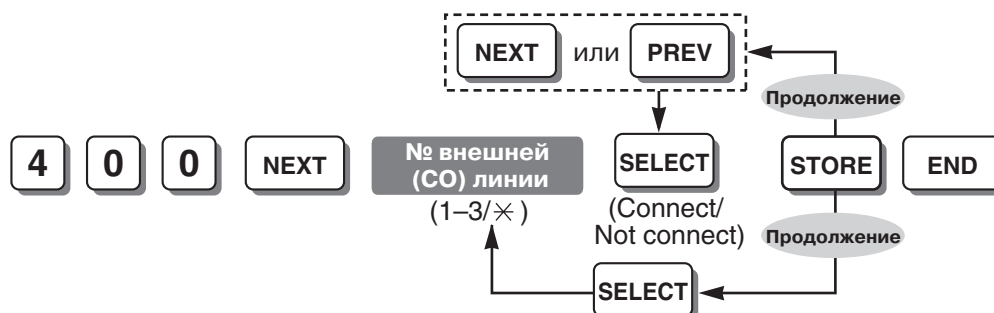 NEXT или PREV
Продолжение
4 0 0 NEXT № внешней (CO) линии SELECT STORE END
(1–3/✳)
(Connect/
Not connect)
Продолжение
SELECT